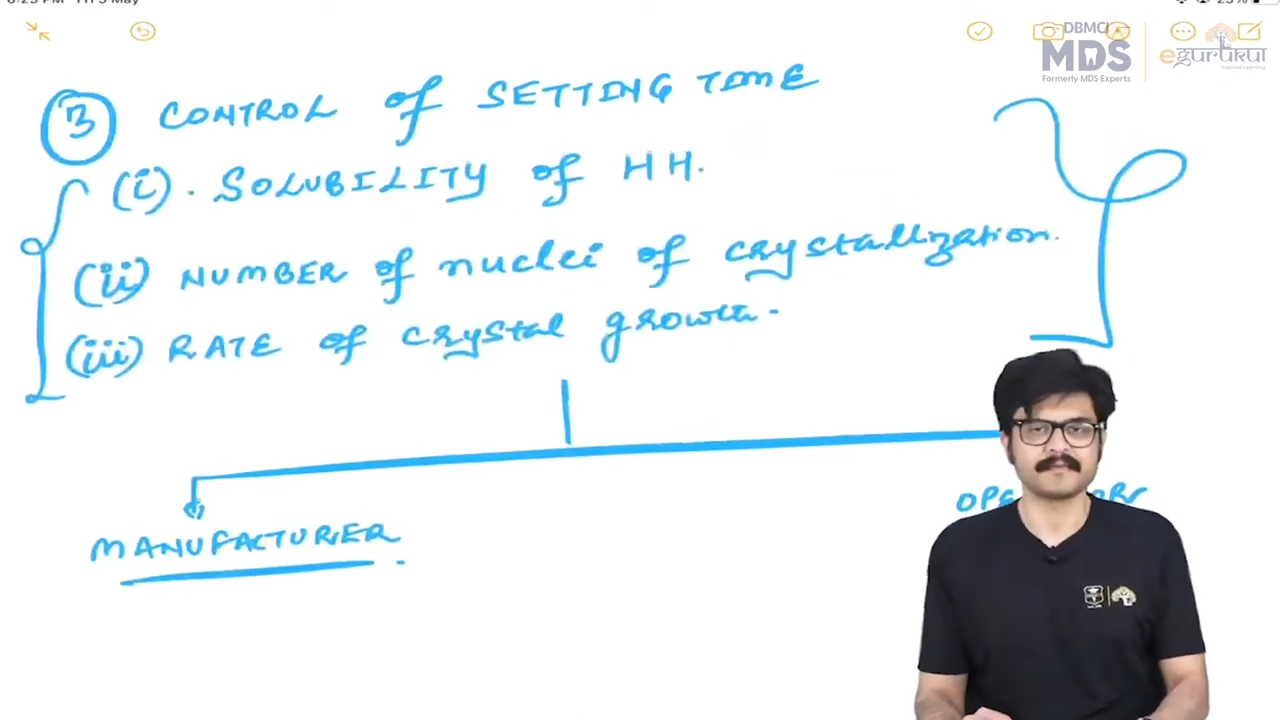 DBMCI
MDS
Formerly MDS Experts
egurukul
3 CONTROL of SETTING TIME
(i). SOLUBILITY of HH.
(ii) NUMBER of nuclei of crystallization.
(iii) RATE of crystal growth.
MANUFACTURER.